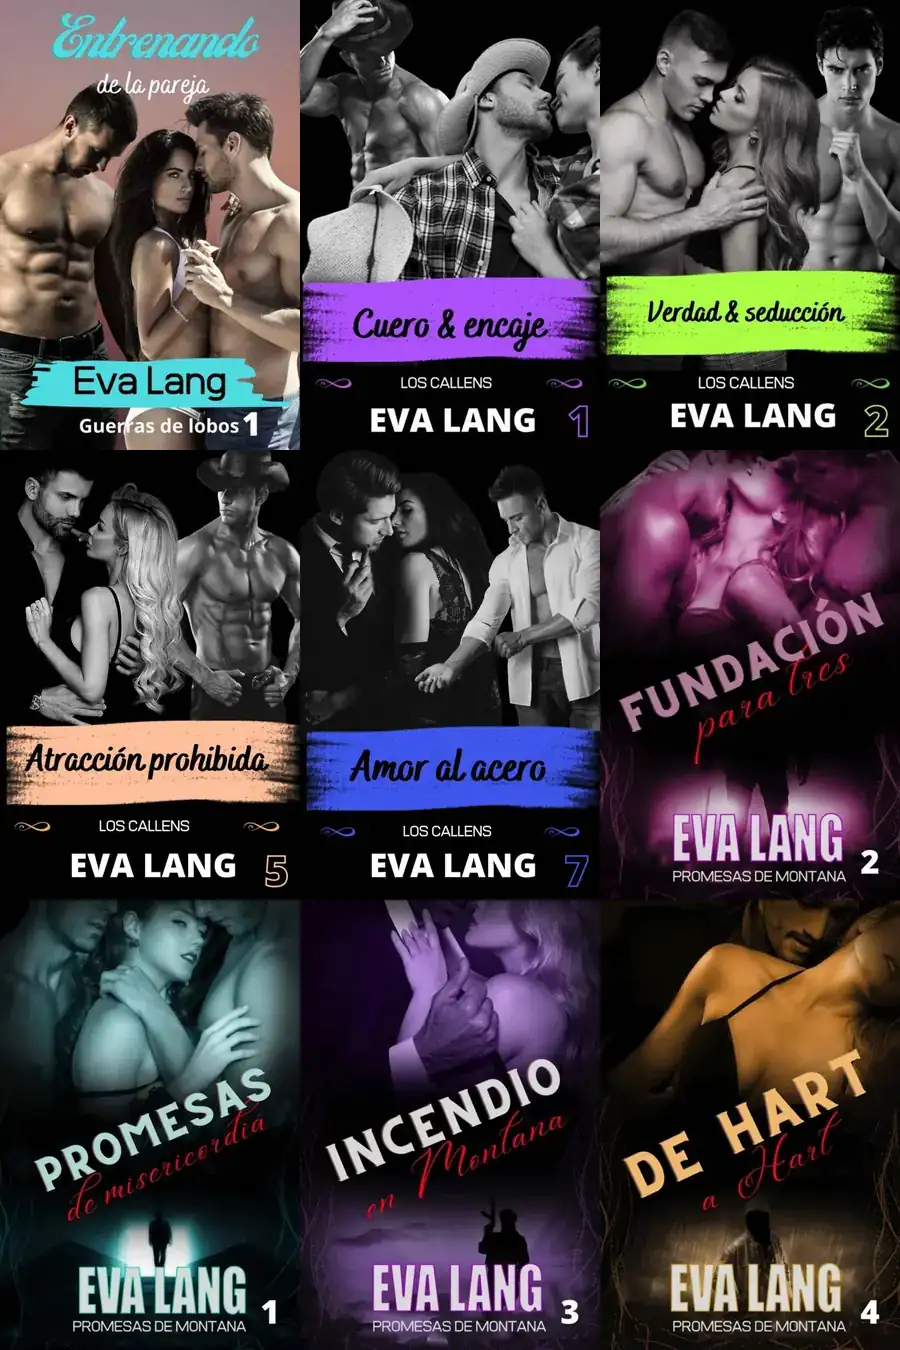 Entrenando
de la pareja
Eva Lang
Guerras de lobos 1
Cuero & encaje
LOS CALLENS
EVA LANG 1
Verdad & seducción
LOS CALLENS
EVA LANG 2
Atracción prohibida
LOS CALLENS
EVA LANG 5
Amor al acero
LOS CALLENS
EVA LANG 7
FUNDACIÓN
para tres
EVA LANG 2
PROMESAS DE MONTANA
PROMESAS
de misericordia
EVA LANG 1
PROMESAS DE MONTANA
INCENDIO
en Montana
EVA LANG 3
PROMESAS DE MONTANA
DE HART
a Hart
EVA LANG 4
PROMESAS DE MONTANA